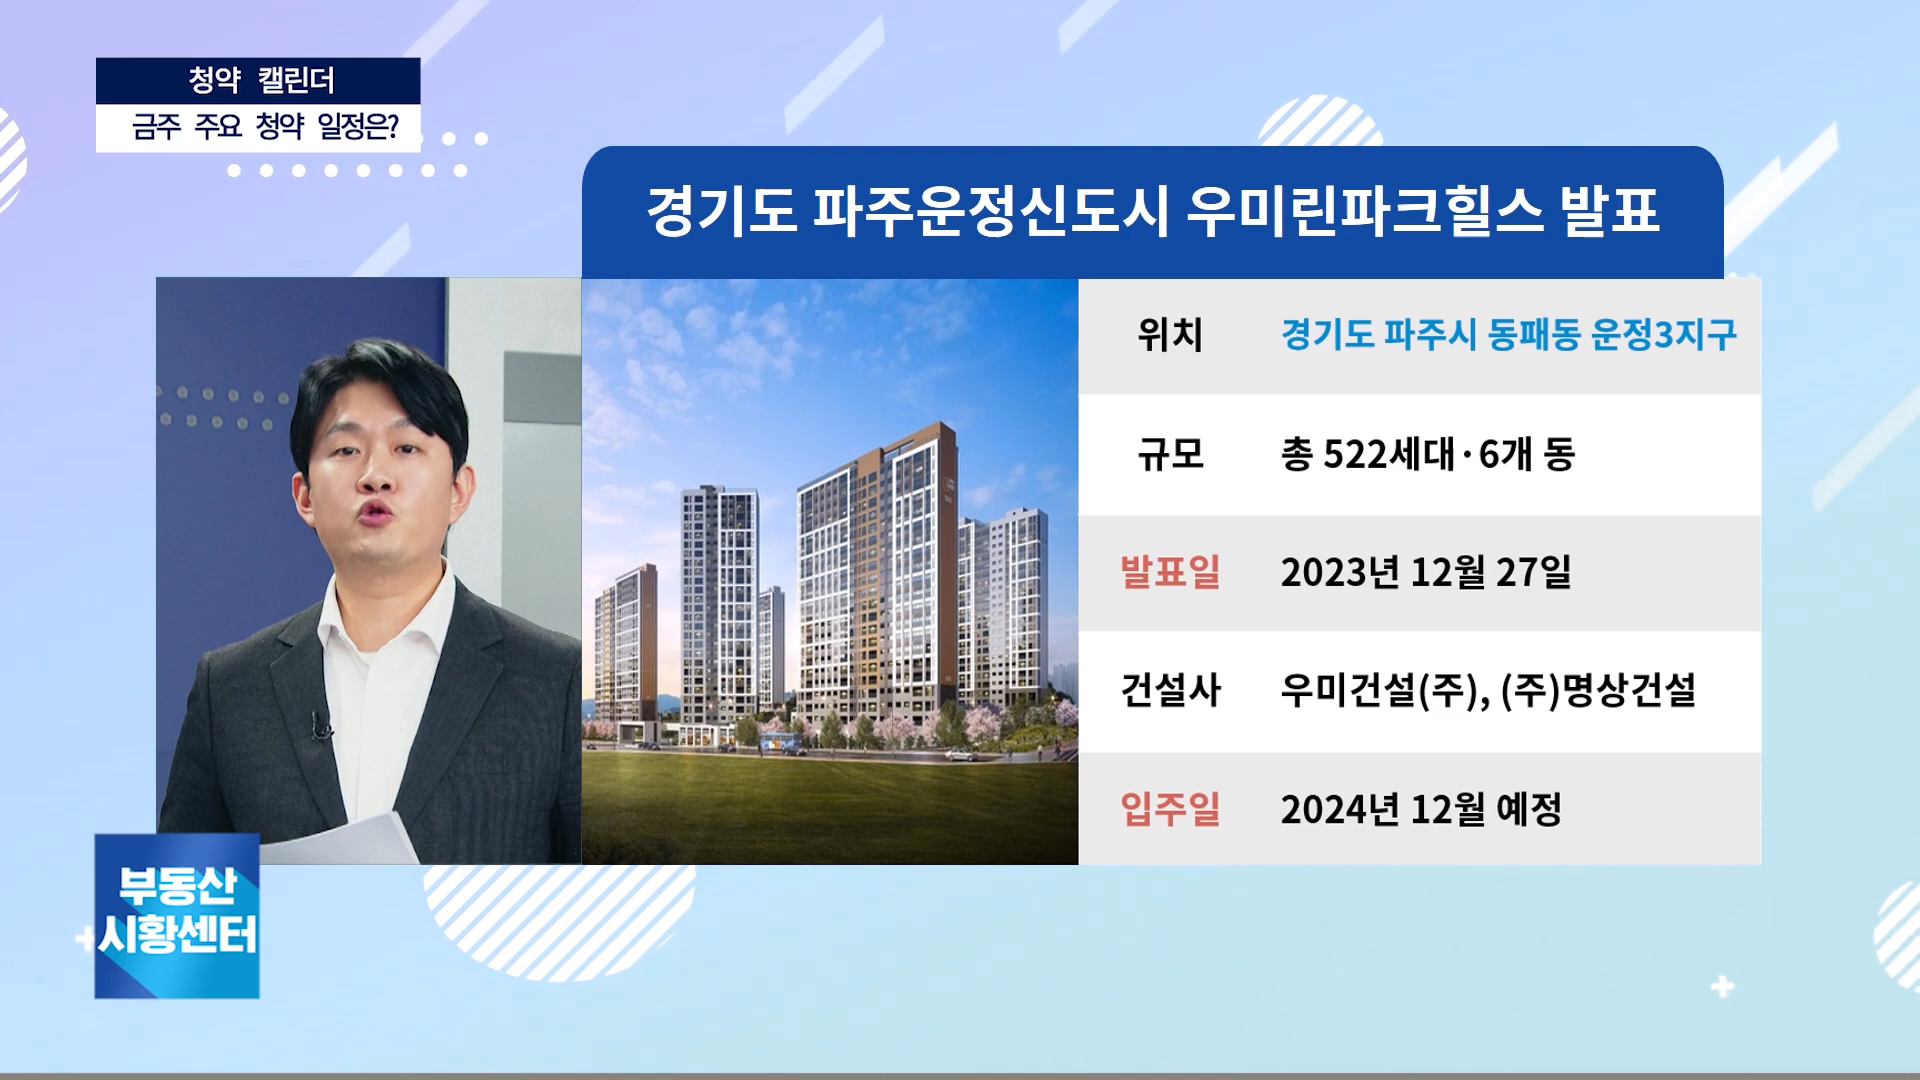 청약 캘린더
금주 주요 청약 일정은?
경기도 파주운정신도시 우미린파크힐스 발표
위치 경기도 파주시 동패동 운정3지구
규모 총 522세대·6개 동
발표일 2023년 12월 27일
건설사 우미건설(주), (주)명상건설
입주일 2024년 12월 예정
부동산
시황센터